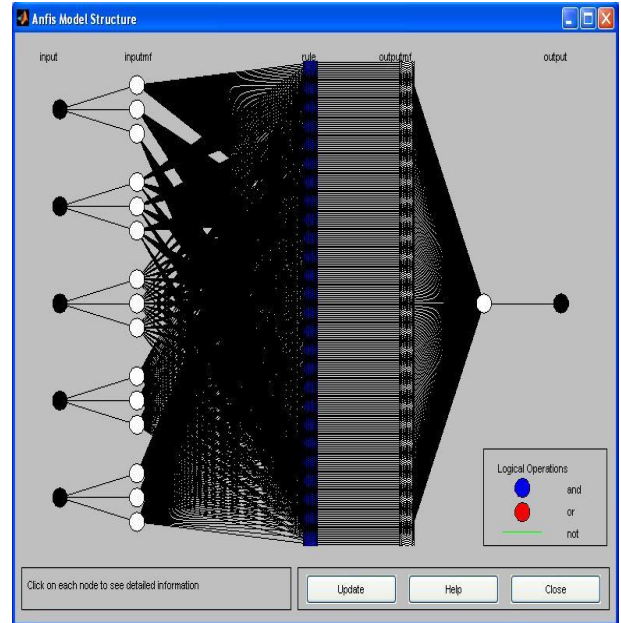 Anfis Model Structure
input inputmf rule outputmf output
Logical Operations
and
or
not
Click on each node to see detailed information
Update Help Close